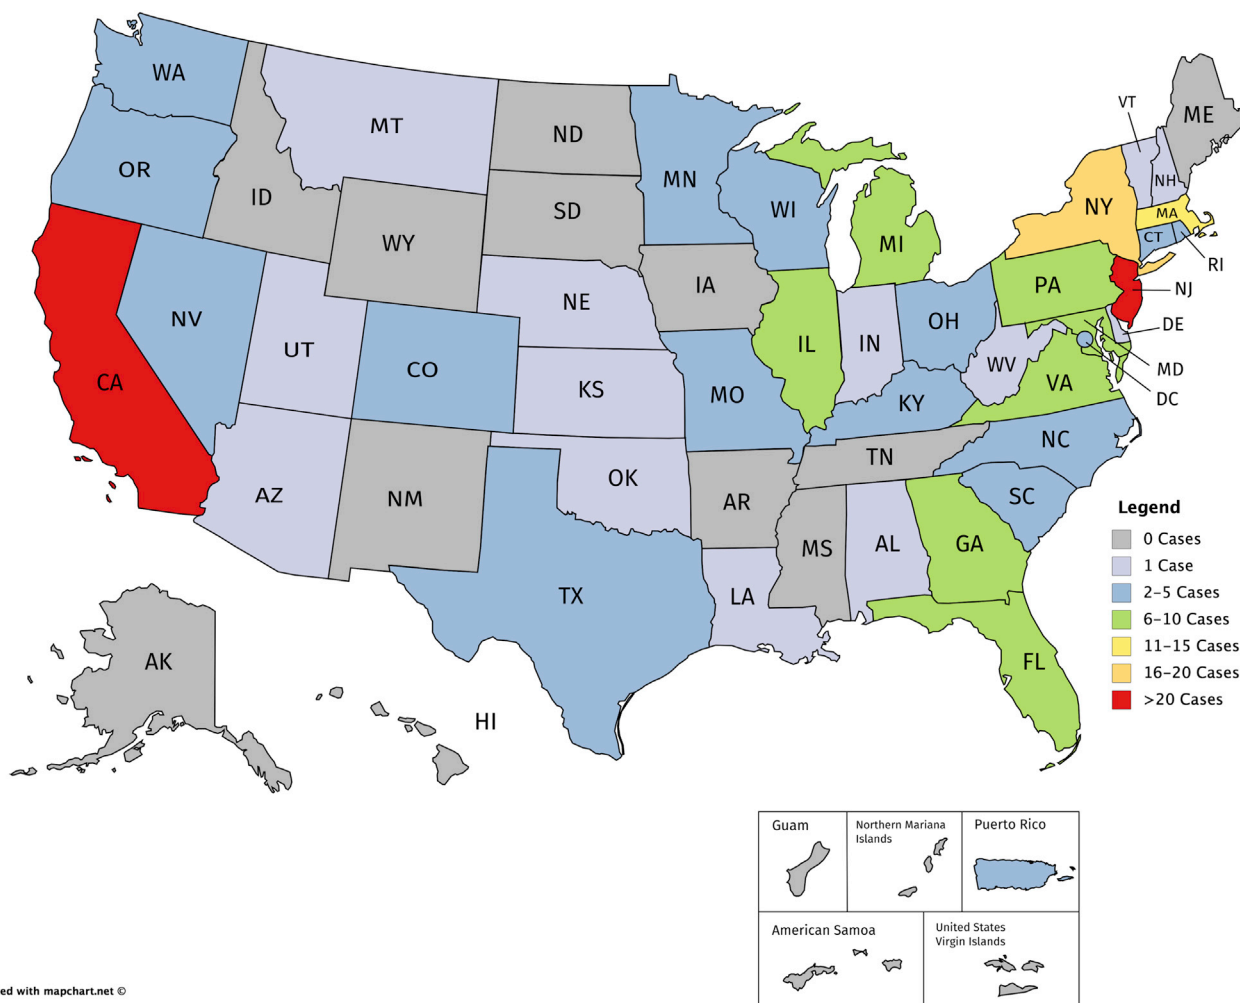 WA
MT
ND
MN
ME
VT
NH
OR
ID
SD
WI
MI
NY
MA
CT
RI
WY
IA
PA
NJ
NV
UT
NE
IL
IN
OH
DE
CA
CO
KS
MO
KY
WV
VA
MD
DC
AZ
NM
OK
AR
TN
NC
SC
TX
LA
MS
AL
GA
FL
AK
HI
Legend
0 Cases
1 Case
2–5 Cases
6–10 Cases
11–15 Cases
16–20 Cases
>20 Cases
Guam
Northern Mariana
Islands
Puerto Rico
American Samoa
United States
Virgin Islands
ed with mapchart.net ©